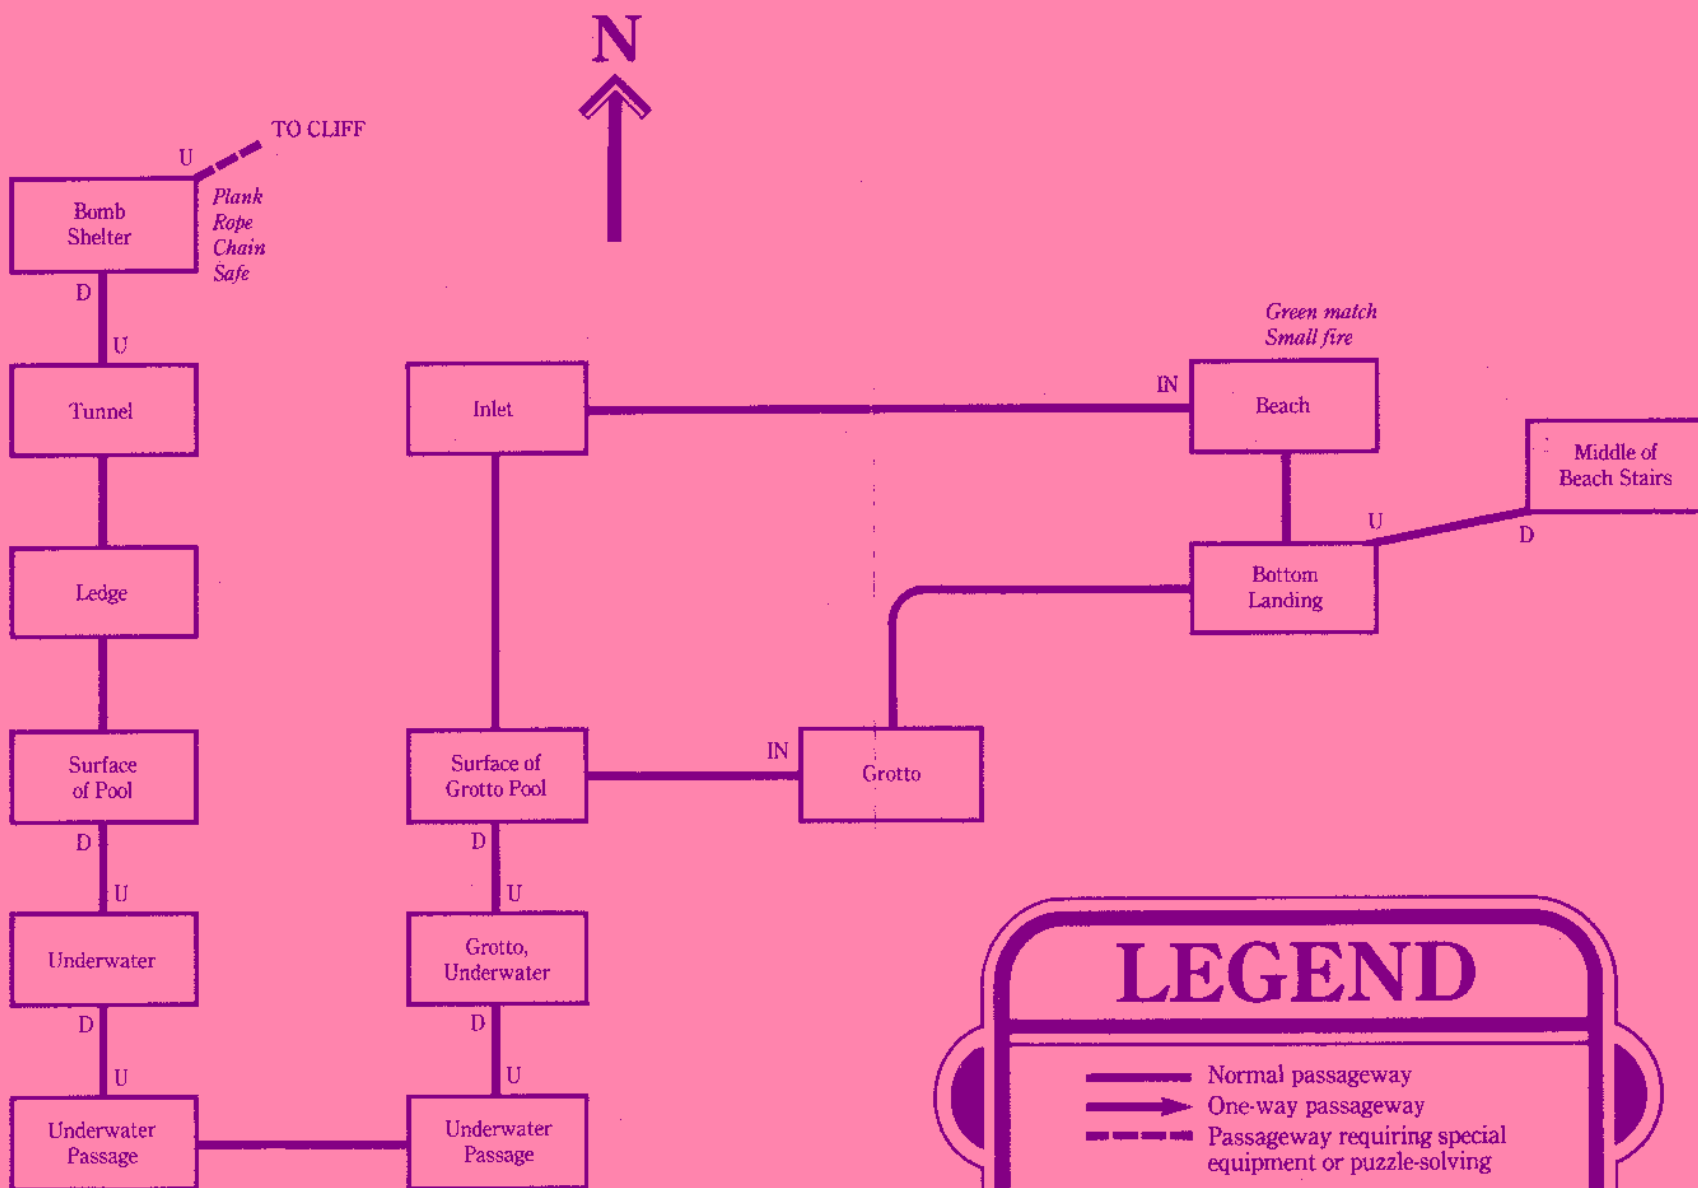 N
TO CLIFF
U
Bomb
Shelter
Plank
Rope
Chain
Safe
D
U
Tunnel
Inlet
Green match
Small fire
IN
Beach
Middle of
Beach Stairs
U
D
Ledge
Bottom
Landing
Surface
of Pool
Surface of
Grotto Pool
IN
Grotto
D
D
U
U
Underwater
Grotto,
Underwater
D
D
U
U
Underwater
Passage
Underwater
Passage
LEGEND
Normal passageway
One-way passageway
Passageway requiring special
equipment or puzzle-solving